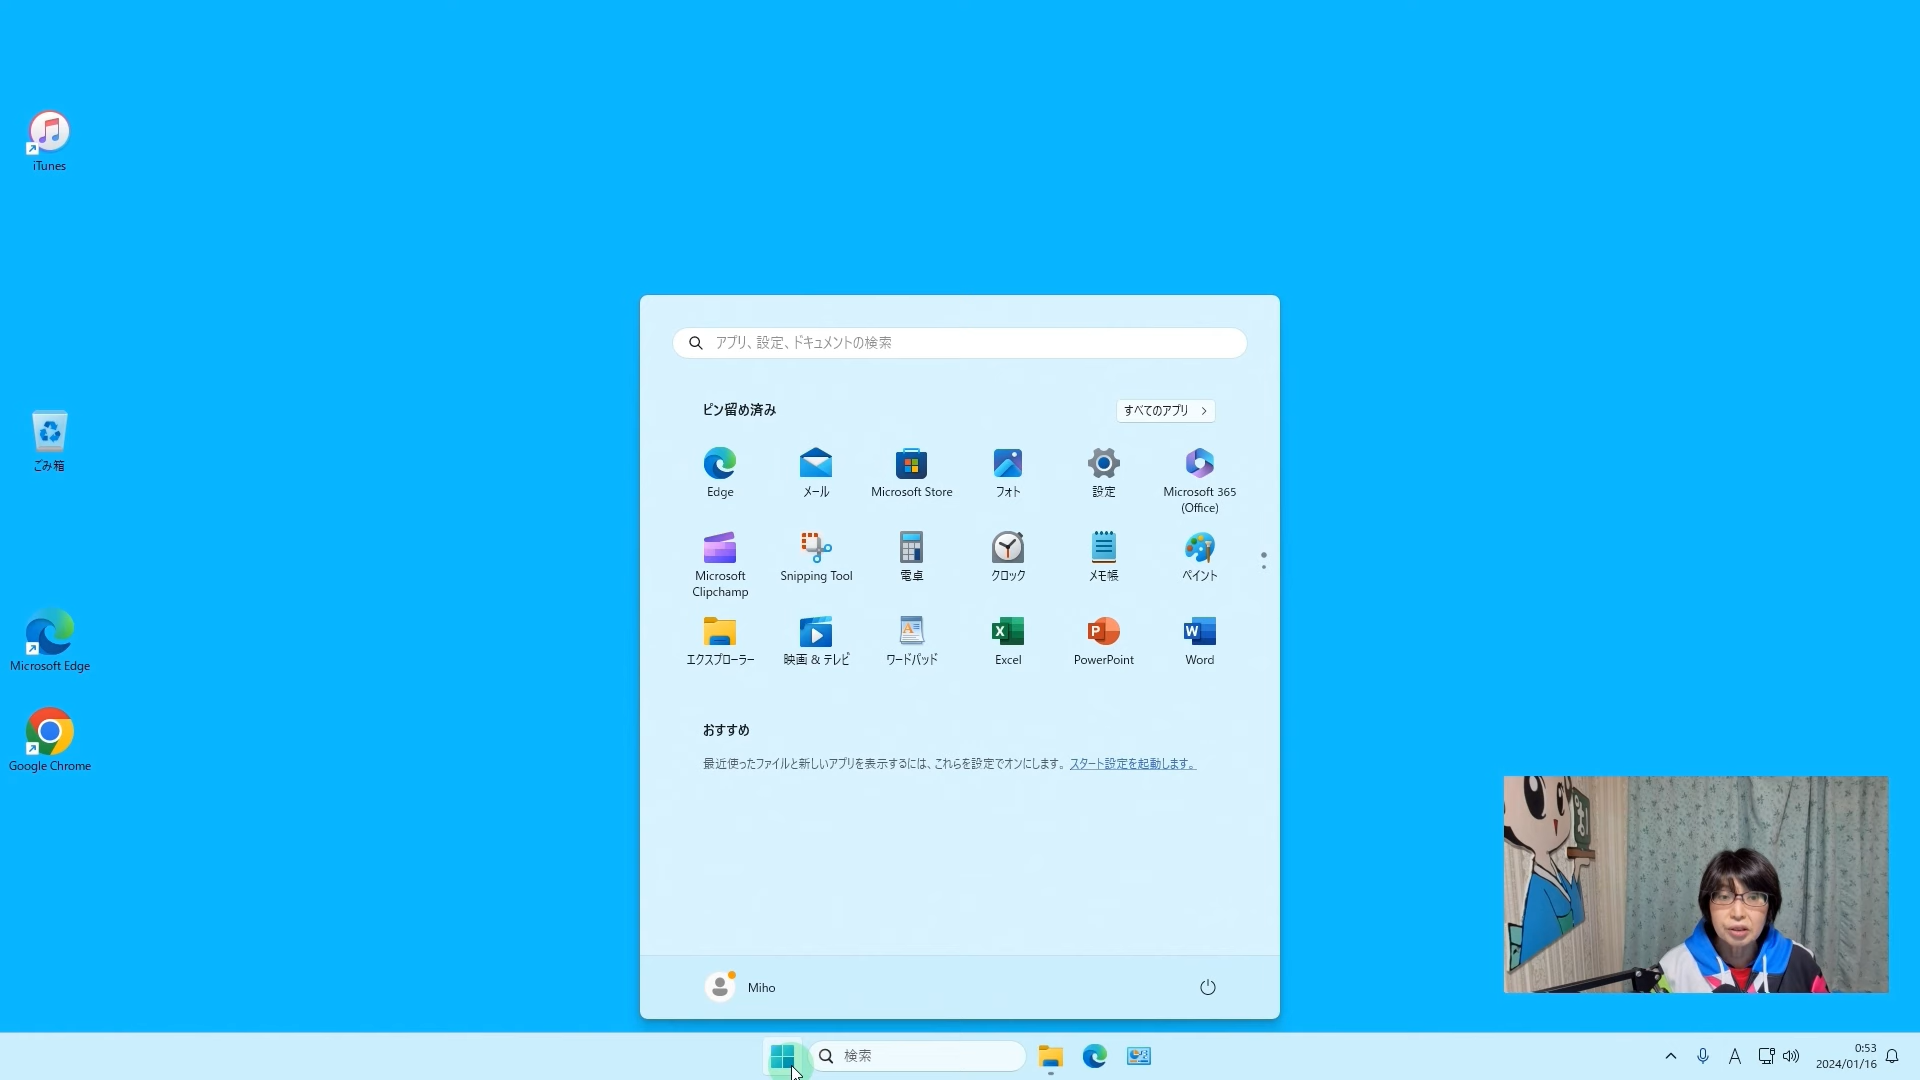 iTunes
ごみ箱
Microsoft Edge
Google Chrome
アプリ、設定、ドキュメントの検索
ピン留め済み
すべてのアプリ
Edge
メール
Microsoft Store
フォト
設定
Microsoft 365
(Office)
Microsoft
Clipchamp
Snipping Tool
電卓
クロック
メモ帳
ペイント
エクスプローラー
映画 & テレビ
ワードパッド
Excel
PowerPoint
Word
おすすめ
最近使ったファイルと新しいアプリを表示するには、これらを設定でオンにします。 スタート設定を起動します。
Miho
検索
A
0:53
2024/01/16